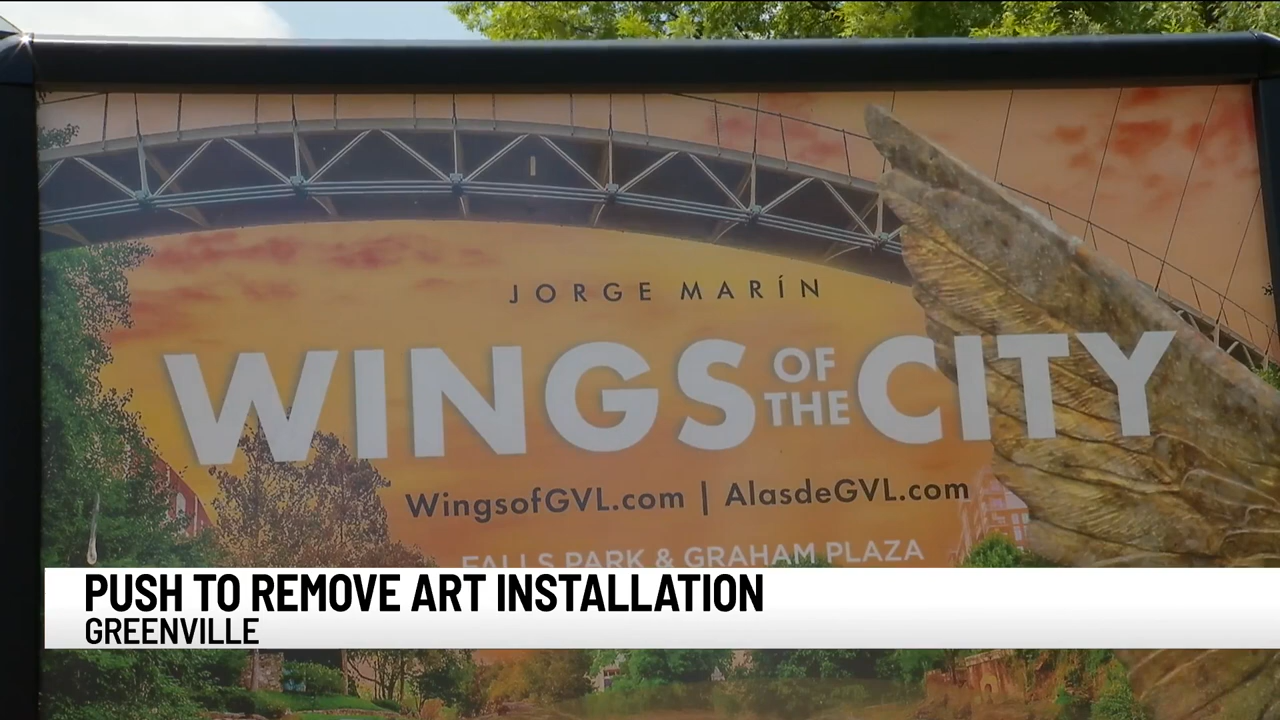 JORGE MARÍN
WINGS OF THE CITY
WingsofGVL.com | AlasdeGVL.com
FALLS PARK & GRAHAM PLAZA
PUSH TO REMOVE ART INSTALLATION
GREENVILLE